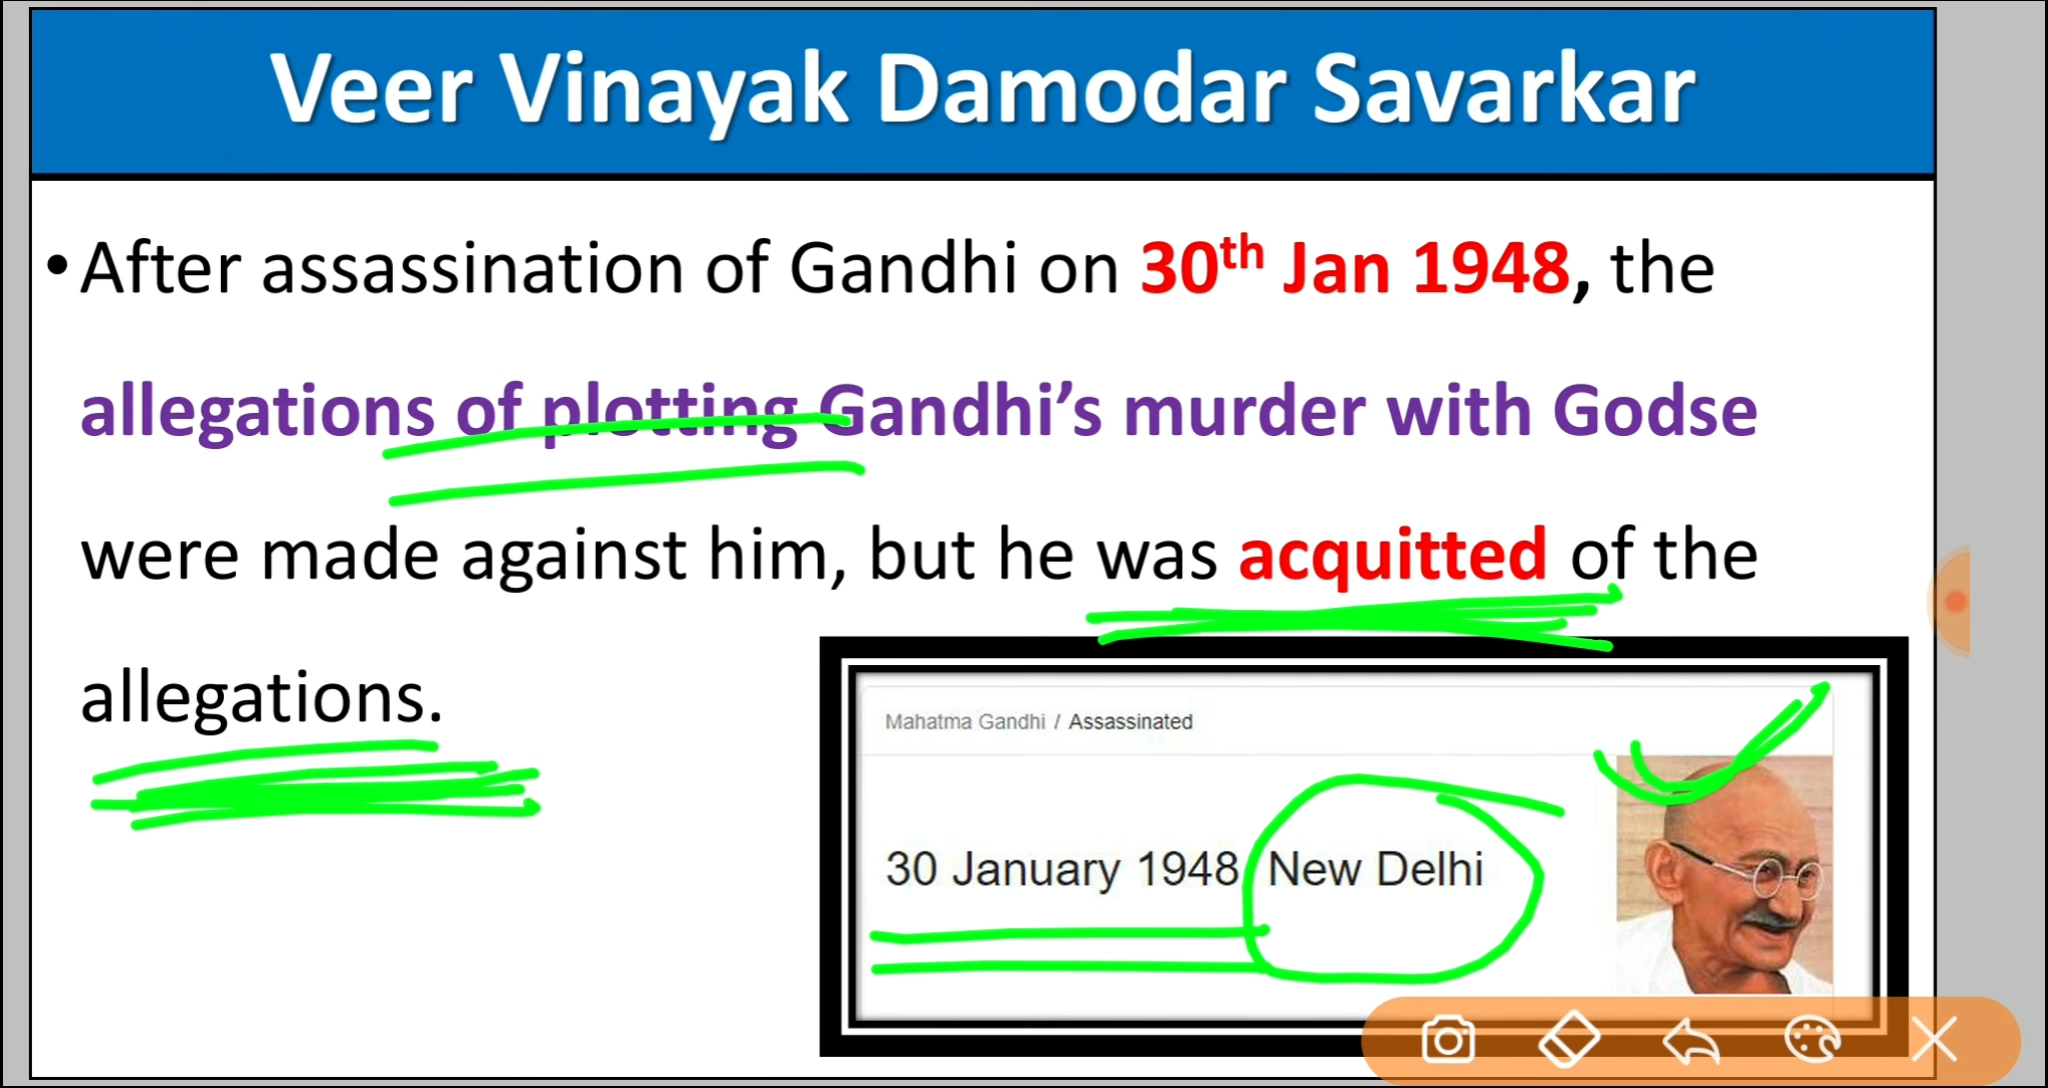 Veer Vinayak Damodar Savarkar
• After assassination of Gandhi on 30th Jan 1948, the
allegations of plotting Gandhi’s murder with Godse
were made against him, but he was acquitted of the
allegations.
Mahatma Gandhi / Assassinated
30 January 1948, New Delhi